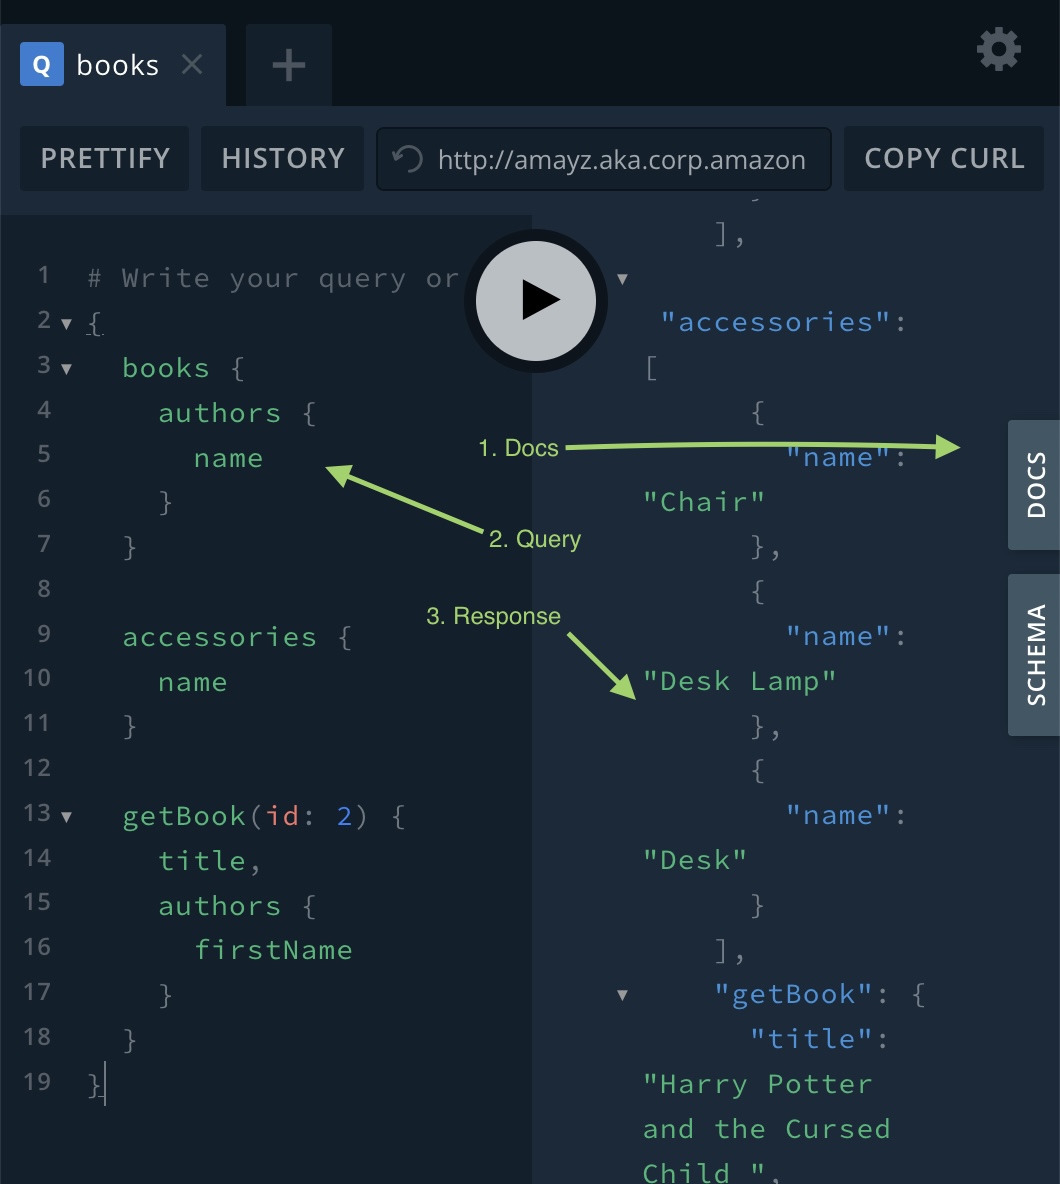 Q books
PRETTIFY
HISTORY
http://amayz.aka.corp.amazon
COPY CURL
1 # Write your query or
2 {
3 books {
4 authors {
5 name
6 }
7 }
8
9 accessories {
10 name
11 }
12
13 getBook(id: 2) {
14 title,
15 authors {
16 firstName
17 }
18 }
19 }
1. Docs
2. Query
3. Response
],
"accessories":
[
{
"name":
"Chair"
},
{
"name":
"Desk Lamp"
},
{
"name":
"Desk"
}
],
"getBook": {
"title":
"Harry Potter
and the Cursed
Child ",
DOCS
SCHEMA